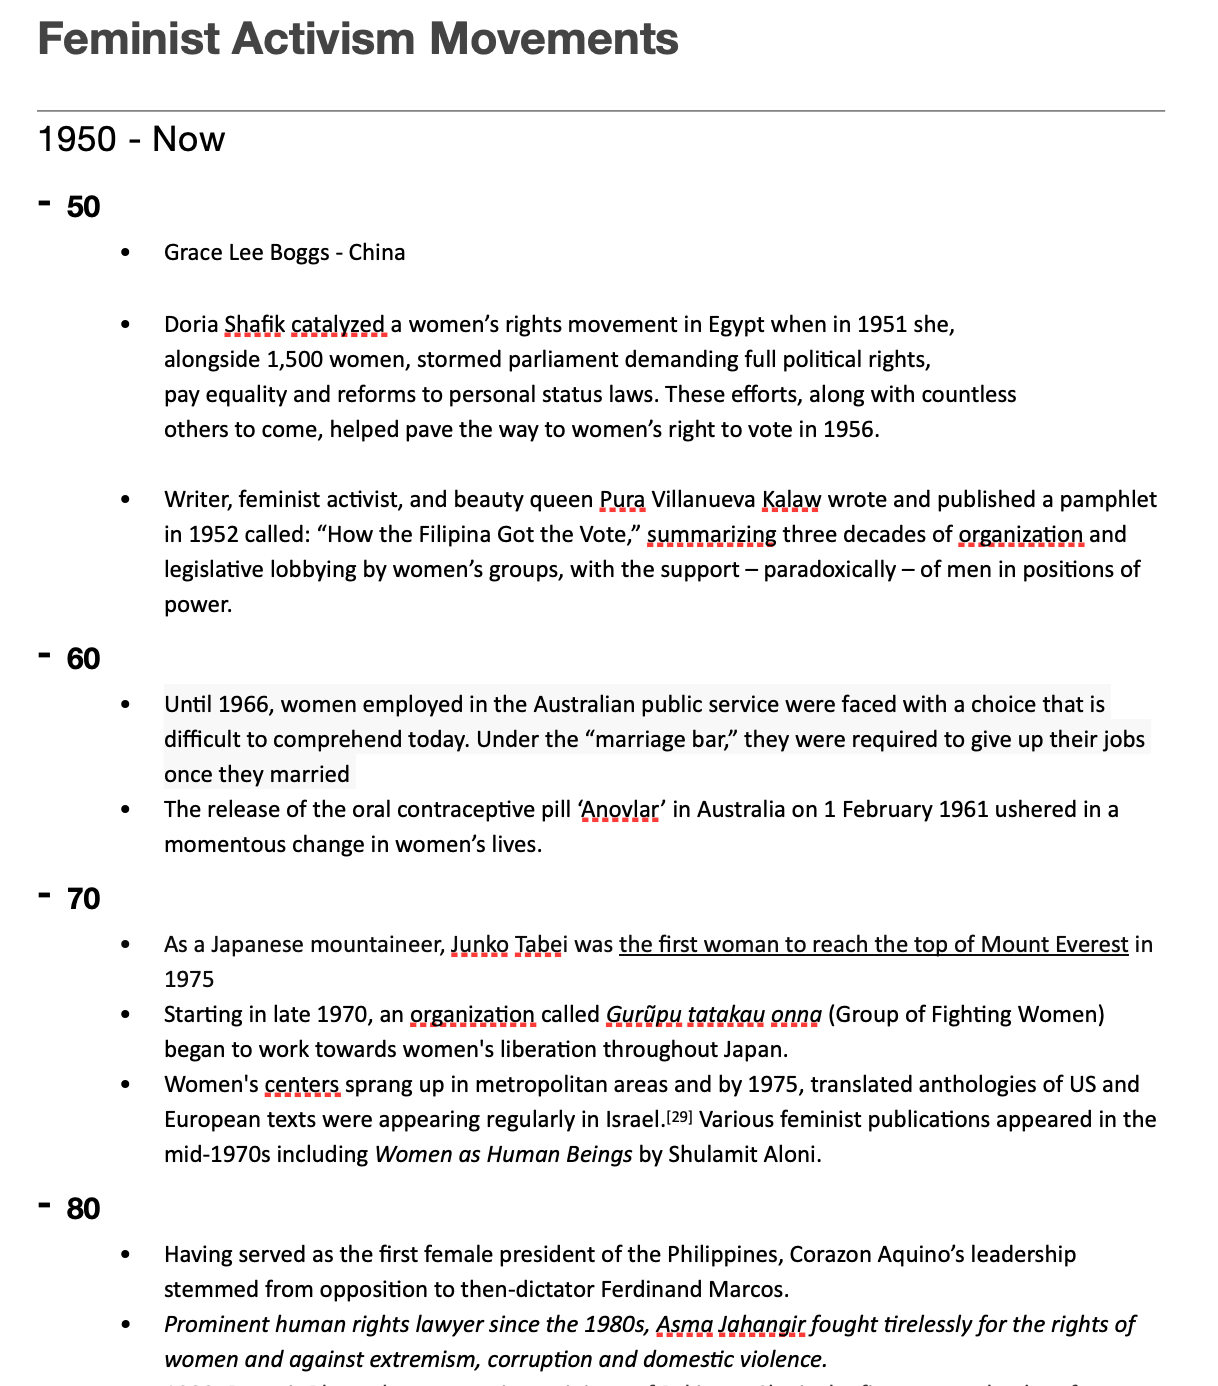 Feminist Activism Movements
1950 - Now
- 50
• Grace Lee Boggs - China
• Doria Shafik catalyzed a women’s rights movement in Egypt when in 1951 she,
alongside 1,500 women, stormed parliament demanding full political rights,
pay equality and reforms to personal status laws. These efforts, along with countless
others to come, helped pave the way to women’s right to vote in 1956.
• Writer, feminist activist, and beauty queen Pura Villanueva Kalaw wrote and published a pamphlet
in 1952 called: “How the Filipina Got the Vote,” summarizing three decades of organization and
legislative lobbying by women’s groups, with the support – paradoxically – of men in positions of
power.
- 60
• Until 1966, women employed in the Australian public service were faced with a choice that is
difficult to comprehend today. Under the “marriage bar,” they were required to give up their jobs
once they married
• The release of the oral contraceptive pill ‘Anovlar’ in Australia on 1 February 1961 ushered in a
momentous change in women’s lives.
- 70
• As a Japanese mountaineer, Junko Tabei was the first woman to reach the top of Mount Everest in
1975
• Starting in late 1970, an organization called Gurũpu tatakau onna (Group of Fighting Women)
began to work towards women's liberation throughout Japan.
• Women's centers sprang up in metropolitan areas and by 1975, translated anthologies of US and
European texts were appearing regularly in Israel.[29] Various feminist publications appeared in the
mid-1970s including Women as Human Beings by Shulamit Aloni.
- 80
• Having served as the first female president of the Philippines, Corazon Aquino’s leadership
stemmed from opposition to then-dictator Ferdinand Marcos.
• Prominent human rights lawyer since the 1980s, Asma Jahangir fought tirelessly for the rights of
women and against extremism, corruption and domestic violence.